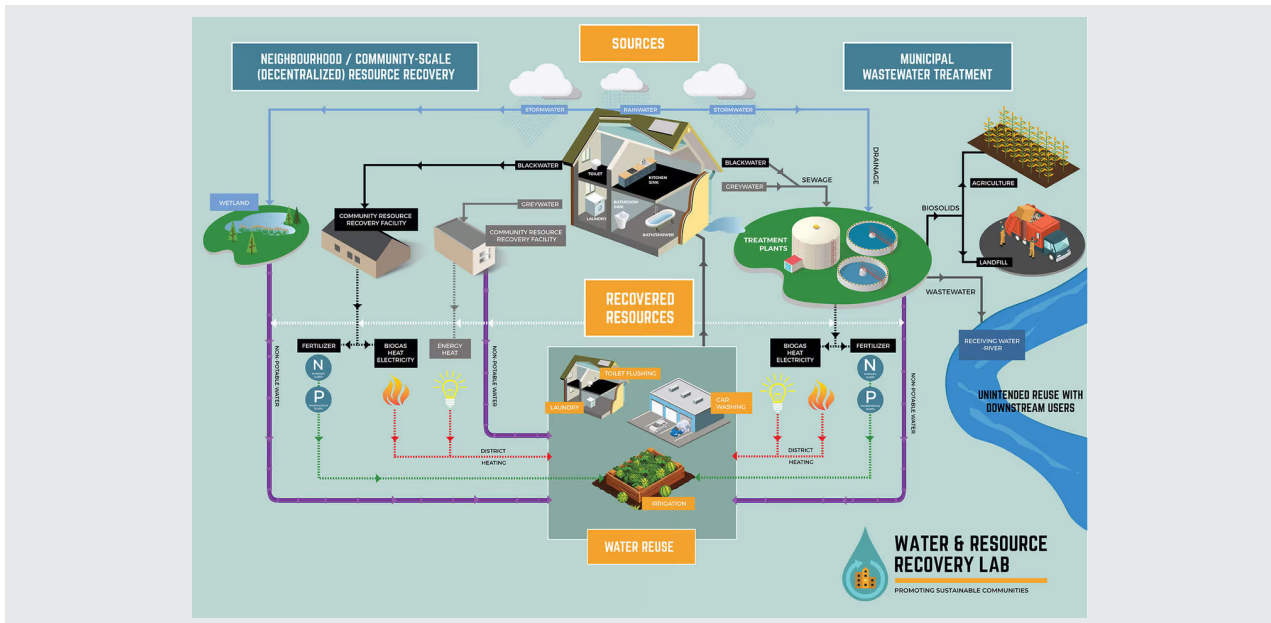 SOURCES
NEIGHBOURHOOD / COMMUNITY-SCALE
(DECENTRALIZED) RESOURCE RECOVERY
MUNICIPAL
WASTEWATER TREATMENT
STORMWATER
RAINWATER
STORMWATER
BLACKWATER
GREYWATER
WETLAND
COMMUNITY RESOURCE
RECOVERY FACILITY
COMMUNITY RESOURCE
RECOVERY FACILITY
TOILET
KITCHEN
SINK
LAUNDRY
BATHROOM
SINK
BATH/SHOWER
BLACKWATER
GREYWATER
SEWAGE
DRAINAGE
TREATMENT
PLANTS
BIOSOLIDS
AGRICULTURE
LANDFILL
WASTEWATER
RECEIVING WATER
-RIVER
UNINTENDED REUSE WITH
DOWNSTREAM USERS
RECOVERED
RESOURCES
NON-POTABLE WATER
FERTILIZER
N
P
BIOGAS
HEAT
ELECTRICITY
ENERGY
HEAT
NON-POTABLE WATER
DISTRICT
HEATING
TOILET FLUSHING
LAUNDRY
CAR
WASHING
IRRIGATION
BIOGAS
HEAT
ELECTRICITY
FERTILIZER
N
P
NON-POTABLE WATER
DISTRICT
HEATING
WATER REUSE
WATER & RESOURCE
RECOVERY LAB
PROMOTING SUSTAINABLE COMMUNITIES